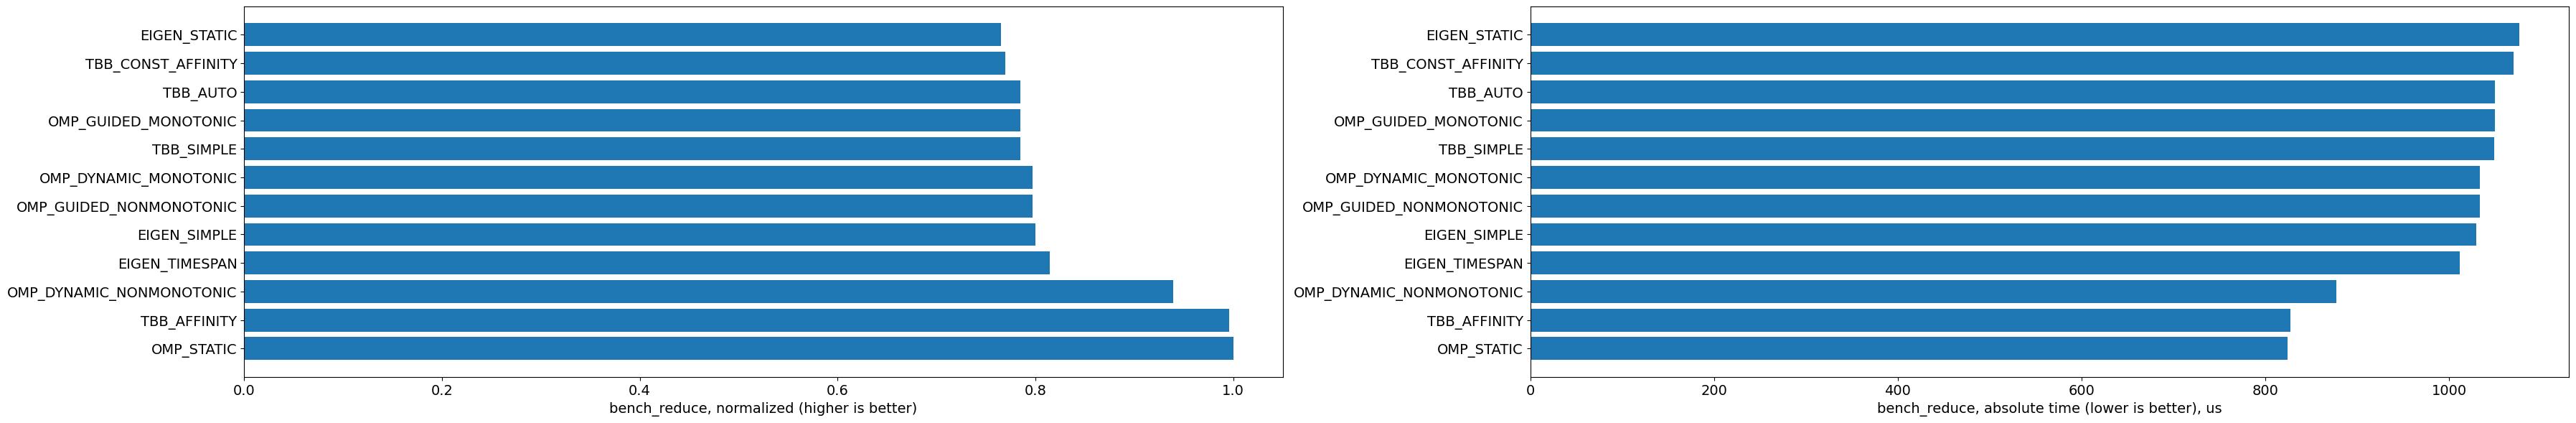 EIGEN_STATIC
TBB_CONST_AFFINITY
TBB_AUTO
OMP_GUIDED_MONOTONIC
TBB_SIMPLE
OMP_DYNAMIC_MONOTONIC
OMP_GUIDED_NONMONOTONIC
EIGEN_SIMPLE
EIGEN_TIMESPAN
OMP_DYNAMIC_NONMONOTONIC
TBB_AFFINITY
OMP_STATIC
0.0 0.2 0.4 0.6 0.8 1.0
bench_reduce, normalized (higher is better)
EIGEN_STATIC
TBB_CONST_AFFINITY
TBB_AUTO
OMP_GUIDED_MONOTONIC
TBB_SIMPLE
OMP_DYNAMIC_MONOTONIC
OMP_GUIDED_NONMONOTONIC
EIGEN_SIMPLE
EIGEN_TIMESPAN
OMP_DYNAMIC_NONMONOTONIC
TBB_AFFINITY
OMP_STATIC
0 200 400 600 800 1000
bench_reduce, absolute time (lower is better), us